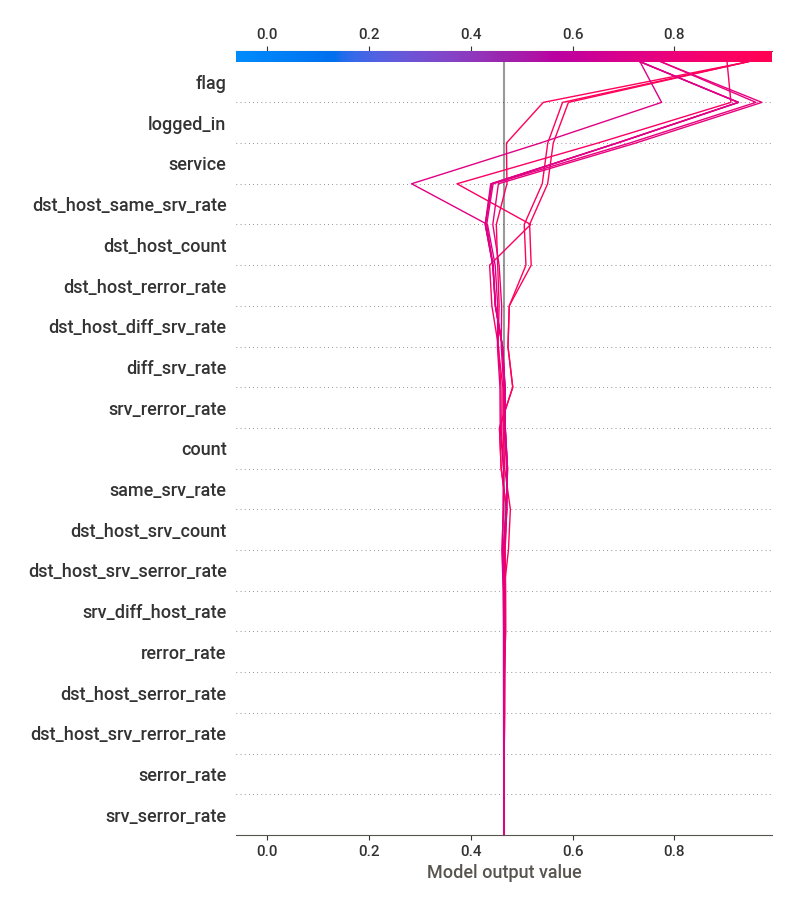 0.0 0.2 0.4 0.6 0.8
flag
logged_in
service
dst_host_same_srv_rate
dst_host_count
dst_host_rerror_rate
dst_host_diff_srv_rate
diff_srv_rate
srv_rerror_rate
count
same_srv_rate
dst_host_srv_count
dst_host_srv_serror_rate
srv_diff_host_rate
rerror_rate
dst_host_serror_rate
dst_host_srv_rerror_rate
serror_rate
srv_serror_rate
0.0 0.2 0.4 0.6 0.8
Model output value